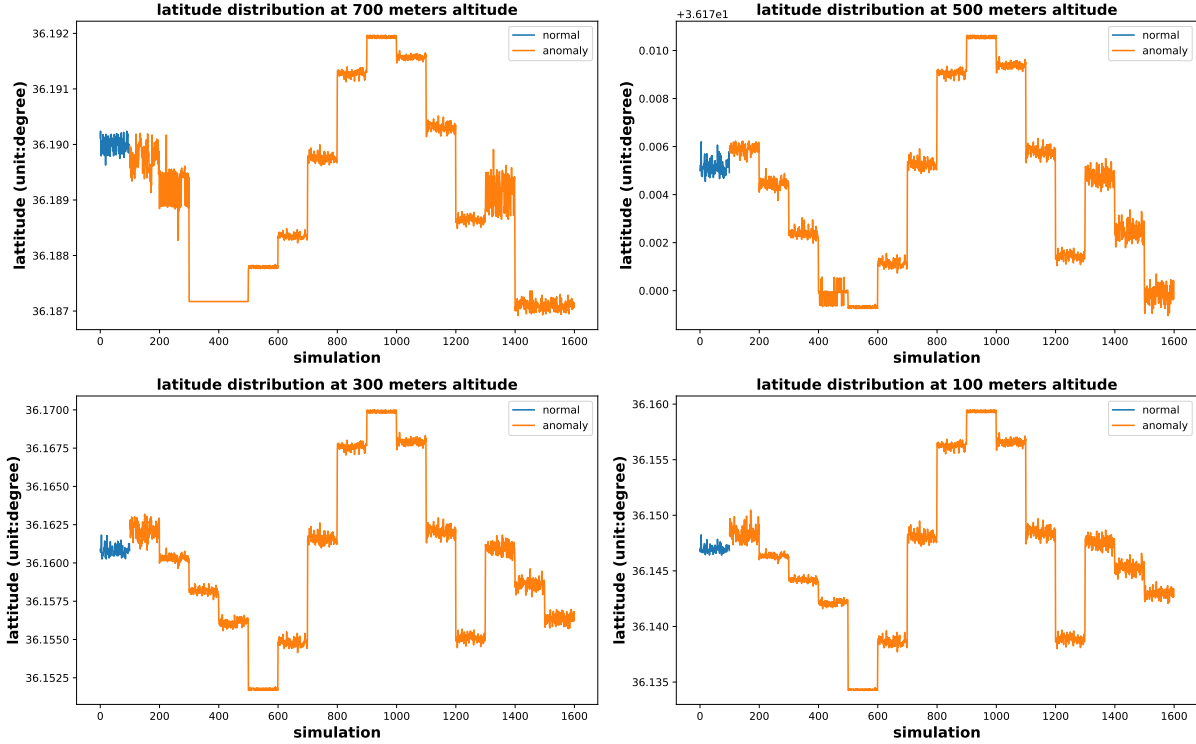 latitude distribution at 700 meters altitude
36.192
36.191
36.190
36.189
36.188
36.187
lattitude (unit:degree)
normal
anomaly
0 200 400 600 800 1000 1200 1400 1600
simulation
latitude distribution at 500 meters altitude
+3.617e1
0.010
0.008
0.006
0.004
0.002
0.000
lattitude (unit:degree)
normal
anomaly
0 200 400 600 800 1000 1200 1400 1600
simulation
latitude distribution at 300 meters altitude
36.1700
36.1675
36.1650
36.1625
36.1600
36.1575
36.1550
36.1525
lattitude (unit:degree)
normal
anomaly
0 200 400 600 800 1000 1200 1400 1600
simulation
latitude distribution at 100 meters altitude
36.160
36.155
36.150
36.145
36.140
36.135
lattitude (unit:degree)
normal
anomaly
0 200 400 600 800 1000 1200 1400 1600
simulation